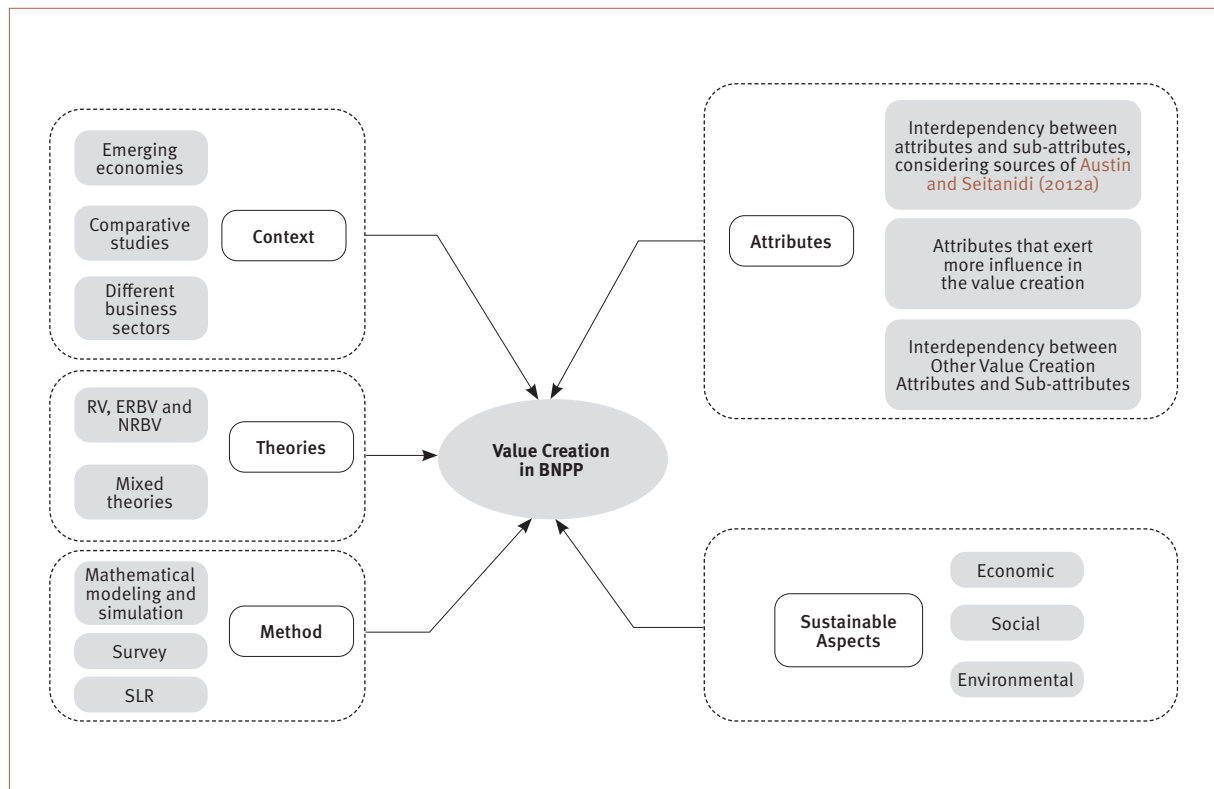 Emerging
economies
Comparative
studies
Different
business
sectors
Context
RV, ERBV and
NRBV
Mixed
theories
Theories
Mathematical
modeling and
simulation
Survey
SLR
Method
Value Creation
in BNPP
Attributes
Interdependency between
attributes and sub-attributes,
considering sources of Austin
and Seitanidi (2012a)
Attributes that exert
more influence in
the value creation
Interdependency between
Other Value Creation
Attributes and Sub-attributes
Sustainable
Aspects
Economic
Social
Environmental